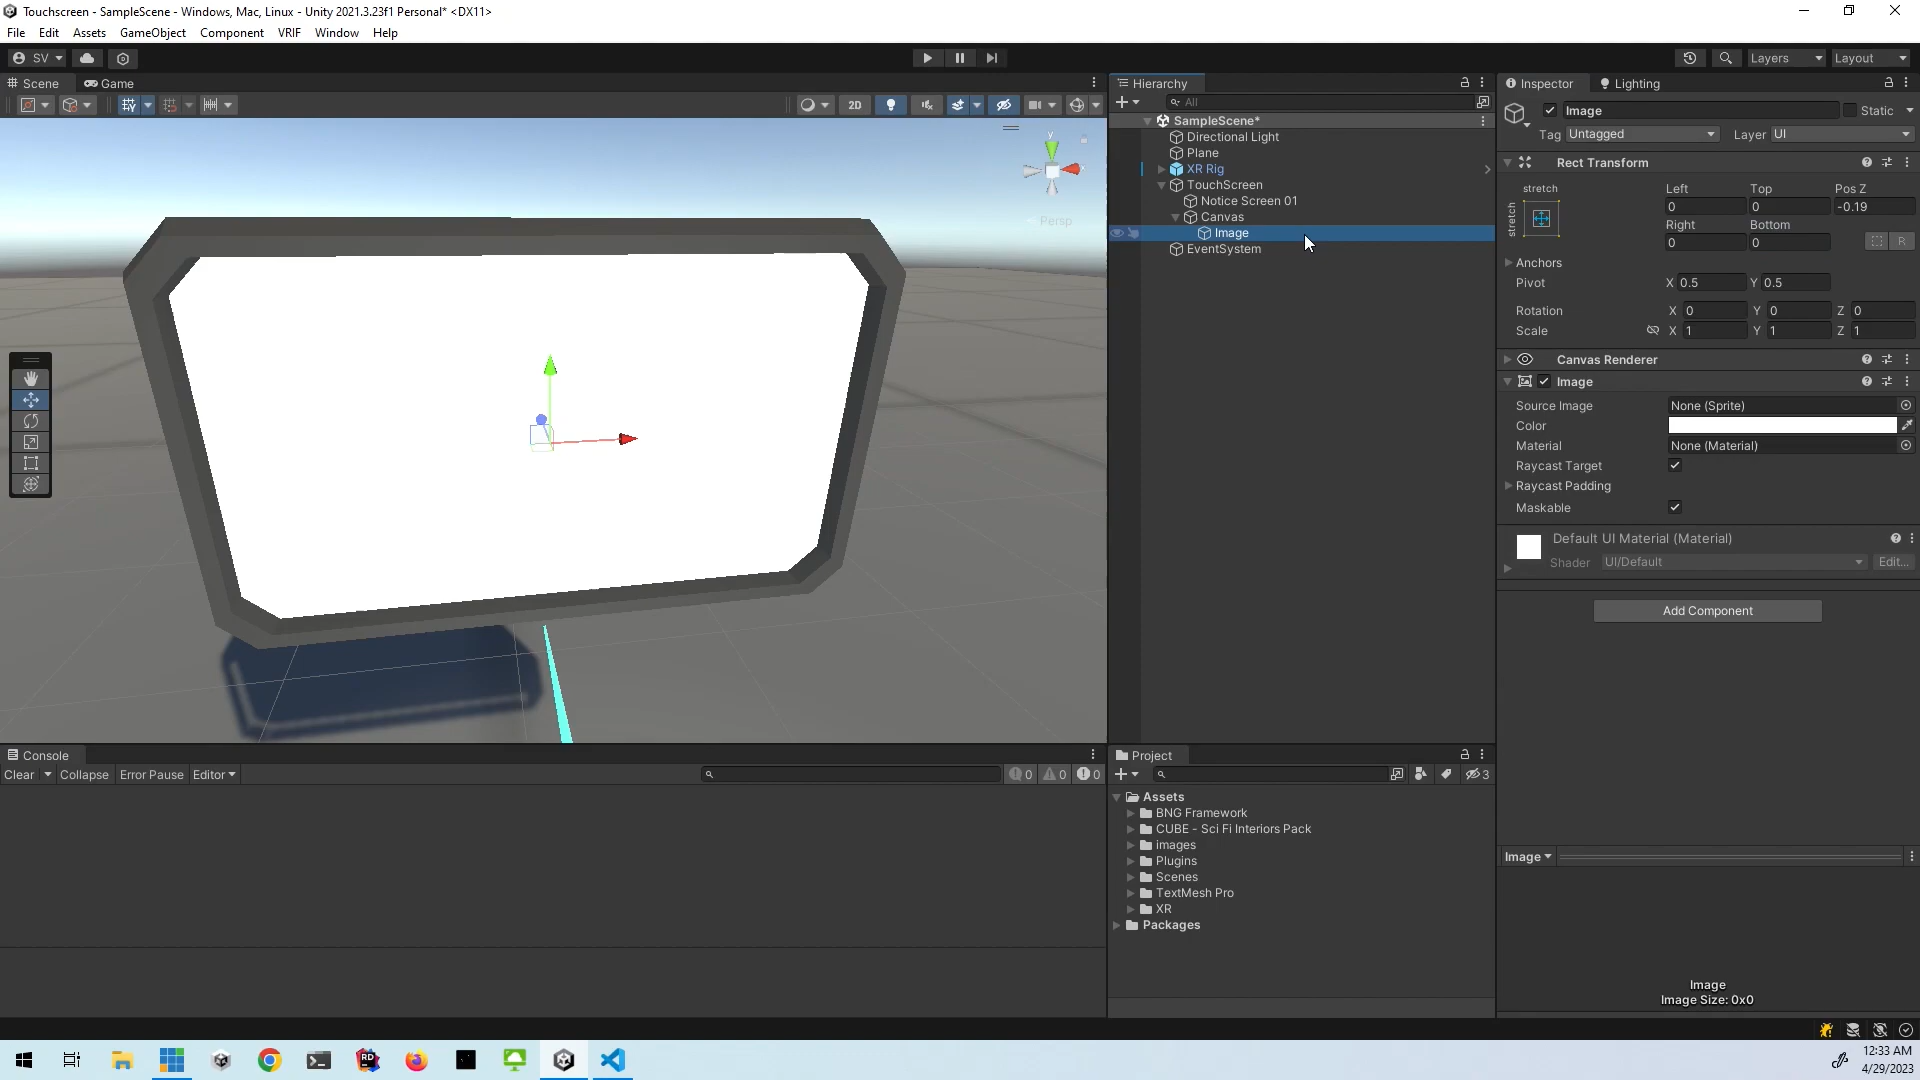 Touchscreen - SampleScene - Windows, Mac, Linux - Unity 2021.3.23f1 Personal* <DX11>
File Edit Assets GameObject Component VRIF Window Help
SV Layers Layout
Scene Game
2D
y
Persp
Hierarchy
All
SampleScene*
Directional Light
Plane
XR Rig
TouchScreen
Notice Screen 01
Canvas
Image
EventSystem
Inspector Lighting
Image Static
Tag Untagged Layer UI
Rect Transform
stretch Left Top Pos Z
stretch 0 0 -0.19
Right Bottom
0 0 R
Anchors
Pivot X 0.5 Y 0.5
Rotation X 0 Y 0 Z 0
Scale X 1 Y 1 Z 1
Canvas Renderer
Image
Source Image None (Sprite)
Color
Material None (Material)
Raycast Target
Raycast Padding
Maskable
Default UI Material (Material)
Shader UI/Default Edit...
Add Component
Image
Image
Image Size: 0x0
Console
Clear Collapse Error Pause Editor 0 0 0
Project
3
Assets
BNG Framework
CUBE - Sci Fi Interiors Pack
images
Plugins
Scenes
TextMesh Pro
XR
Packages
RD
12:33 AM
4/29/2023